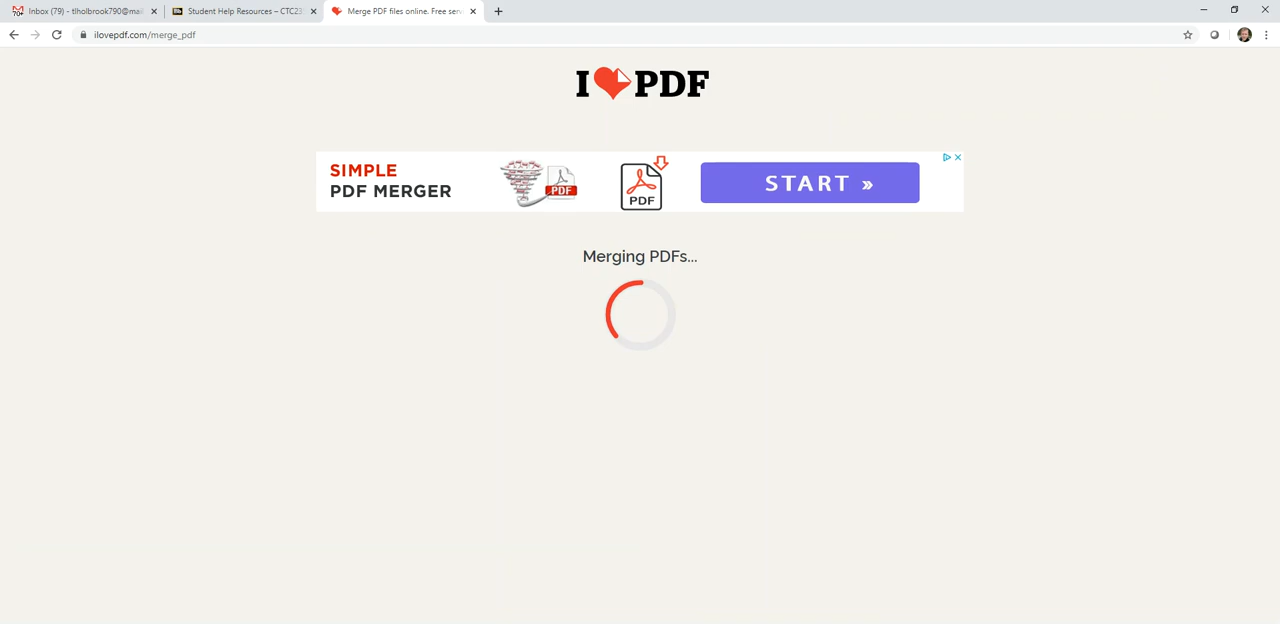 Inbox (79) - tlholbrook790@mai
Student Help Resources – CTC23
Merge PDF files online. Free serv
ilovepdf.com/merge_pdf
I PDF
SIMPLE
PDF MERGER
PDF
PDF
START »
Merging PDFs...